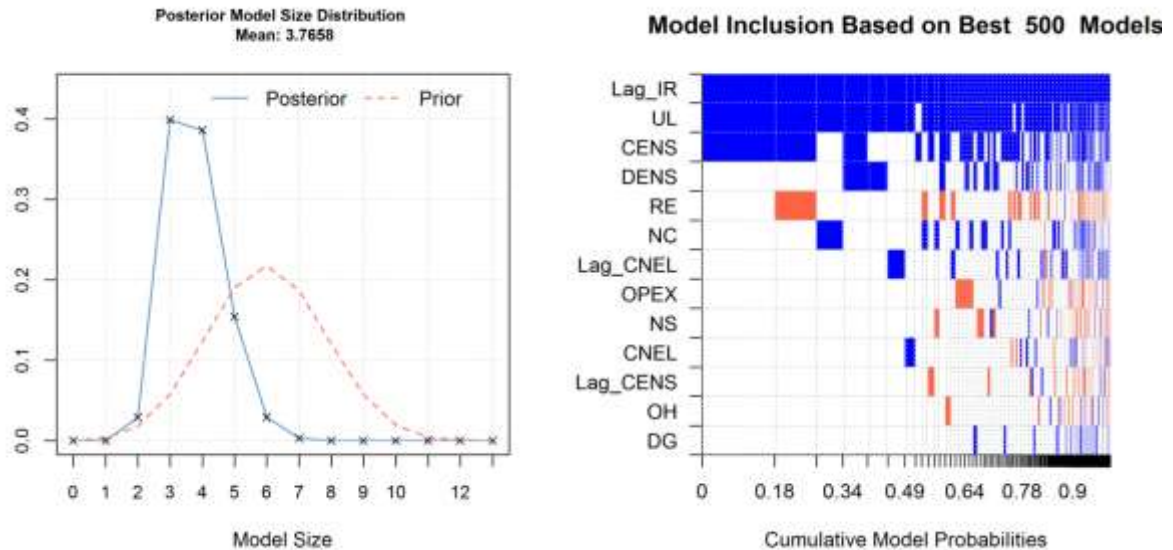 Posterior Model Size Distribution
Mean: 3.7658
Posterior
Prior
0.4
0.3
0.2
0.1
0.0
0 1 2 3 4 5 6 7 8 9 10 12
Model Size
Model Inclusion Based on Best 500 Models
Lag_IR
UL
CENS
DENS
RE
NC
Lag_CNEL
OPEX
NS
CNEL
Lag_CENS
OH
DG
0 0.18 0.34 0.49 0.64 0.78 0.9
Cumulative Model Probabilities